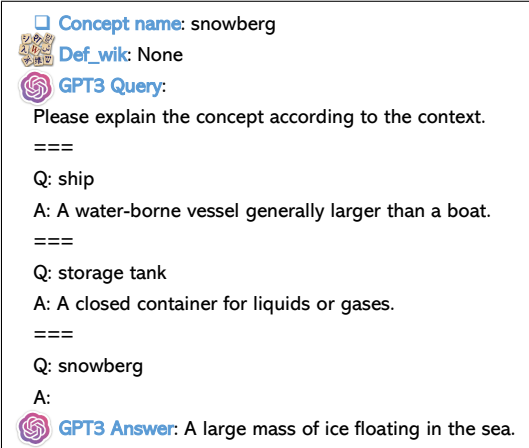 Concept name: snowberg
Def_wik: None
GPT3 Query:
Please explain the concept according to the context.
===
Q: ship
A: A water-borne vessel generally larger than a boat.
===
Q: storage tank
A: A closed container for liquids or gases.
===
Q: snowberg
A:
GPT3 Answer: A large mass of ice floating in the sea.